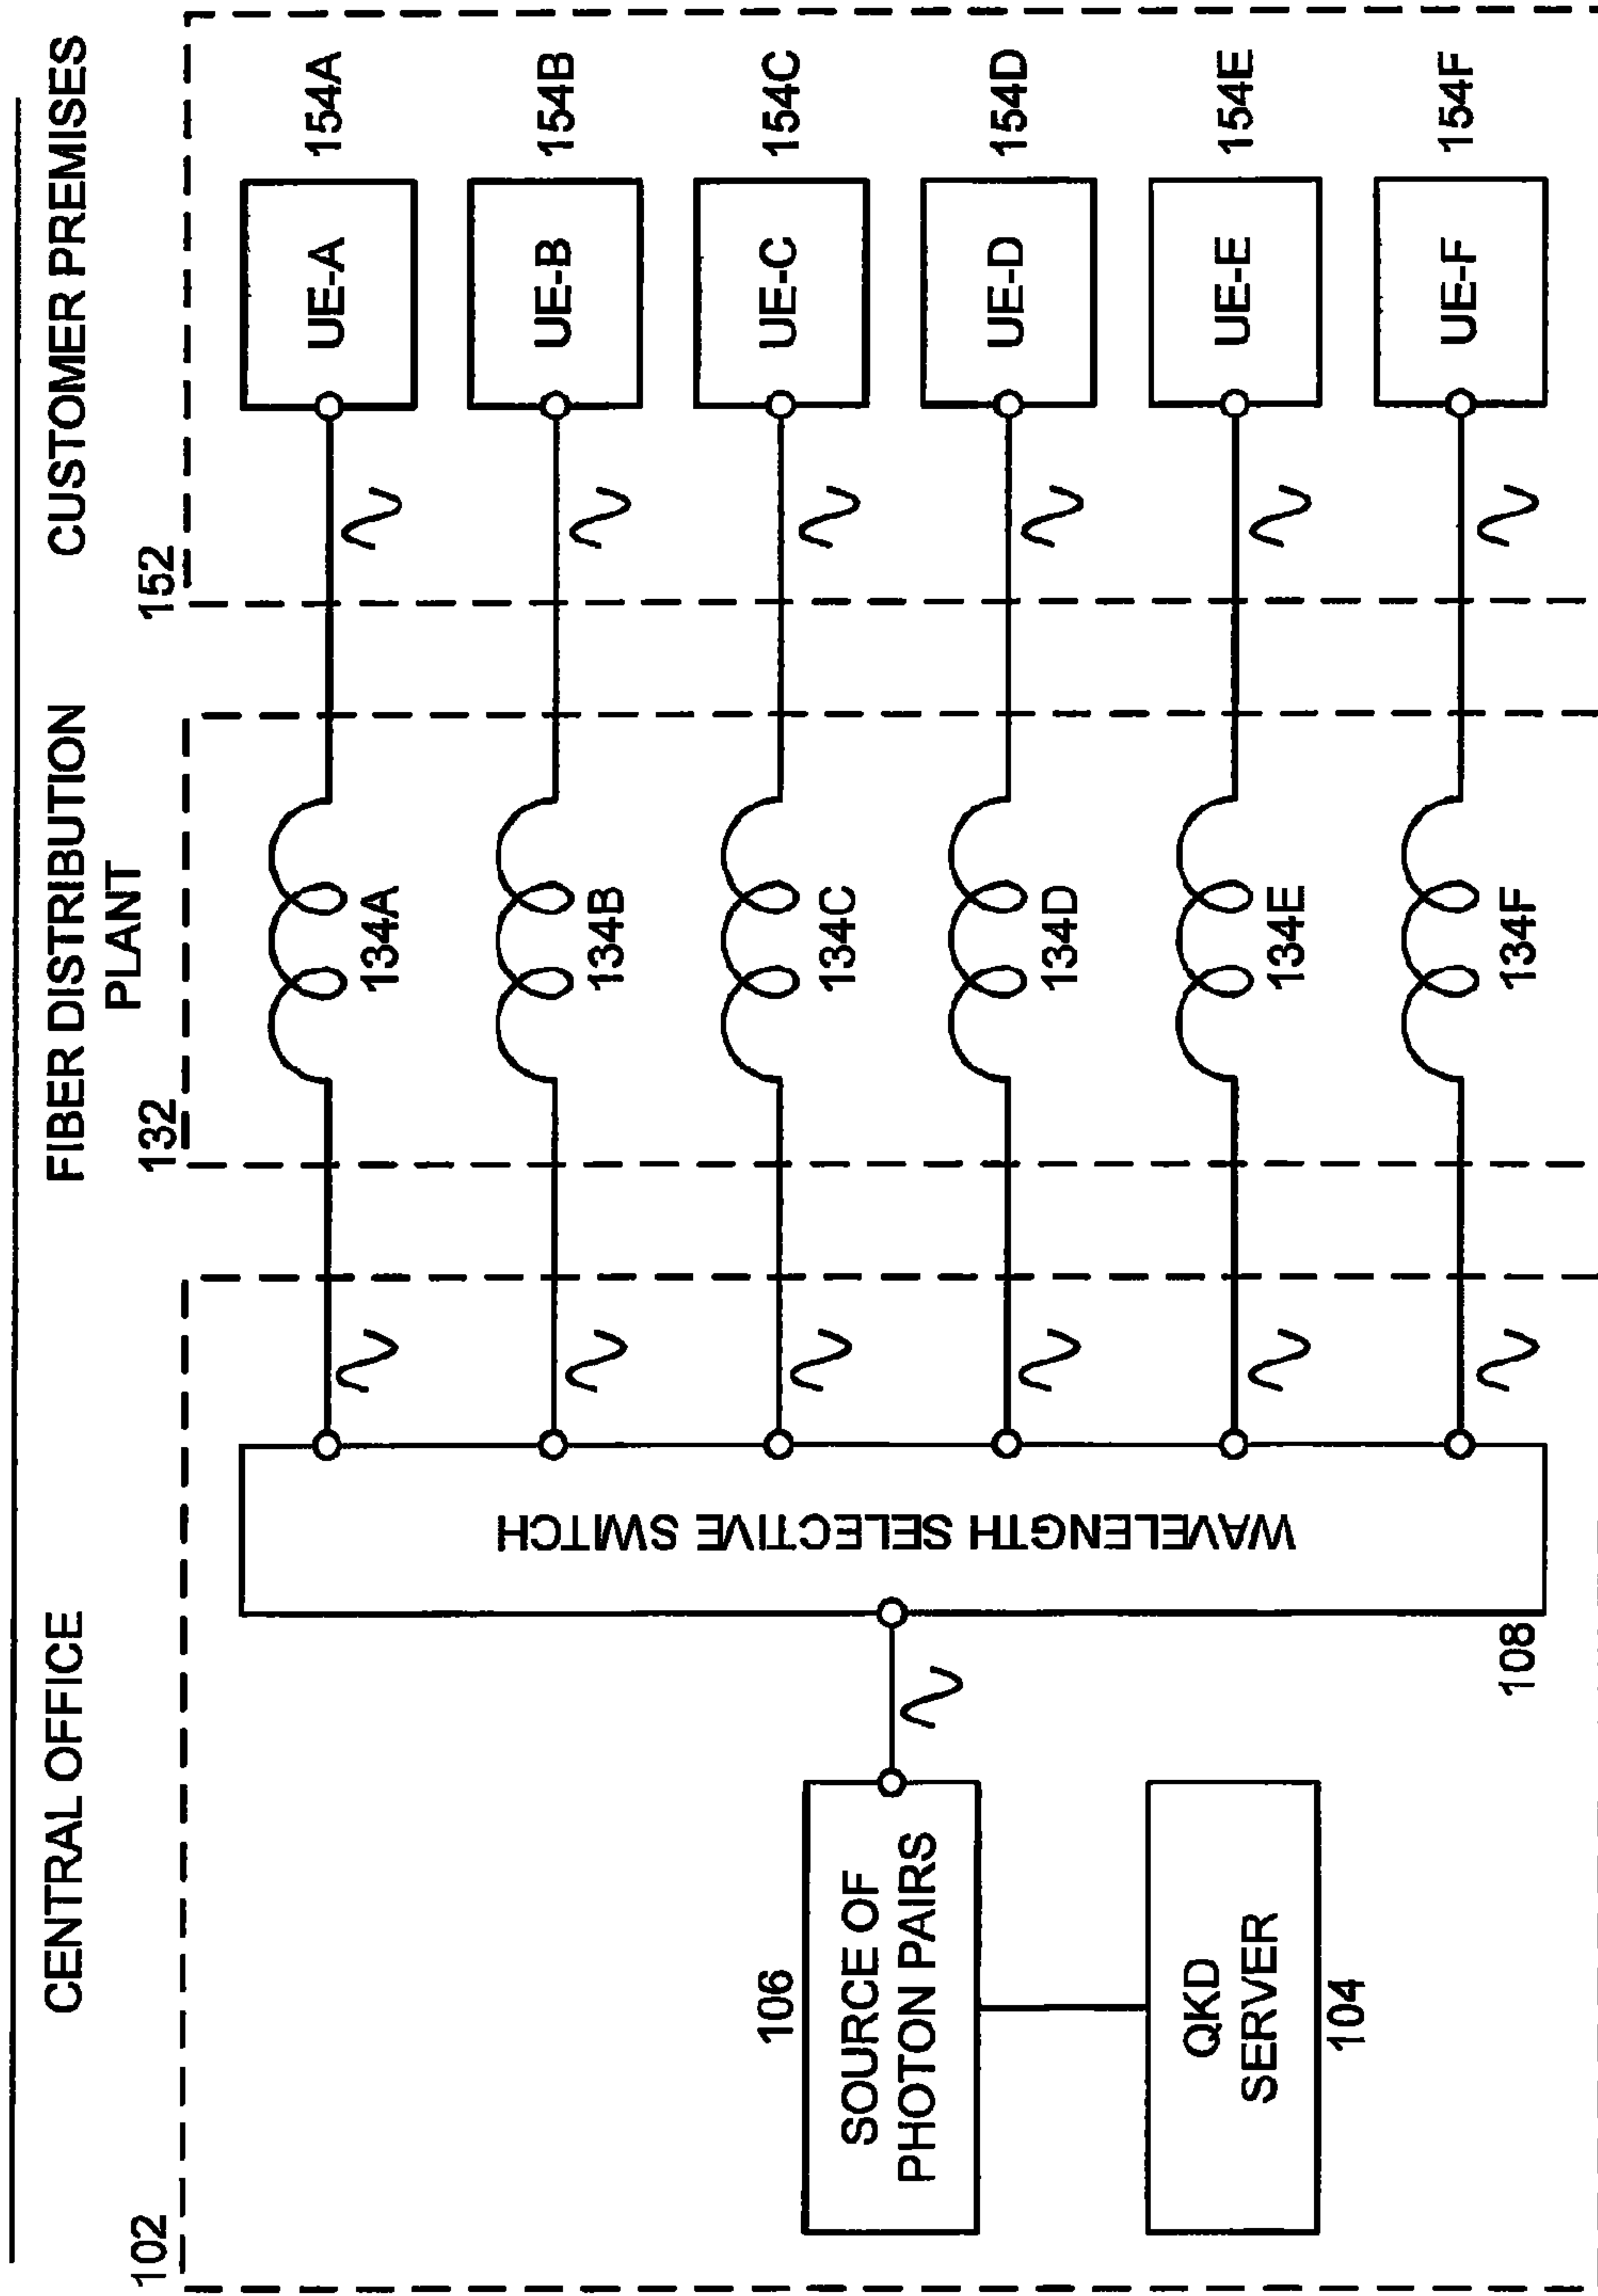 CENTRAL OFFICE
FIBER DISTRIBUTION
PLANT
CUSTOMER PREMISES
102
132
152
106
SOURCE OF
PHOTON PAIRS
QKD
SERVER
104
WAVELENGTH SELECTIVE SWITCH
108
134A
134B
134C
134D
134E
134F
UE-A
154A
UE-B
154B
UE-C
154C
UE-D
154D
UE-E
154E
UE-F
154F